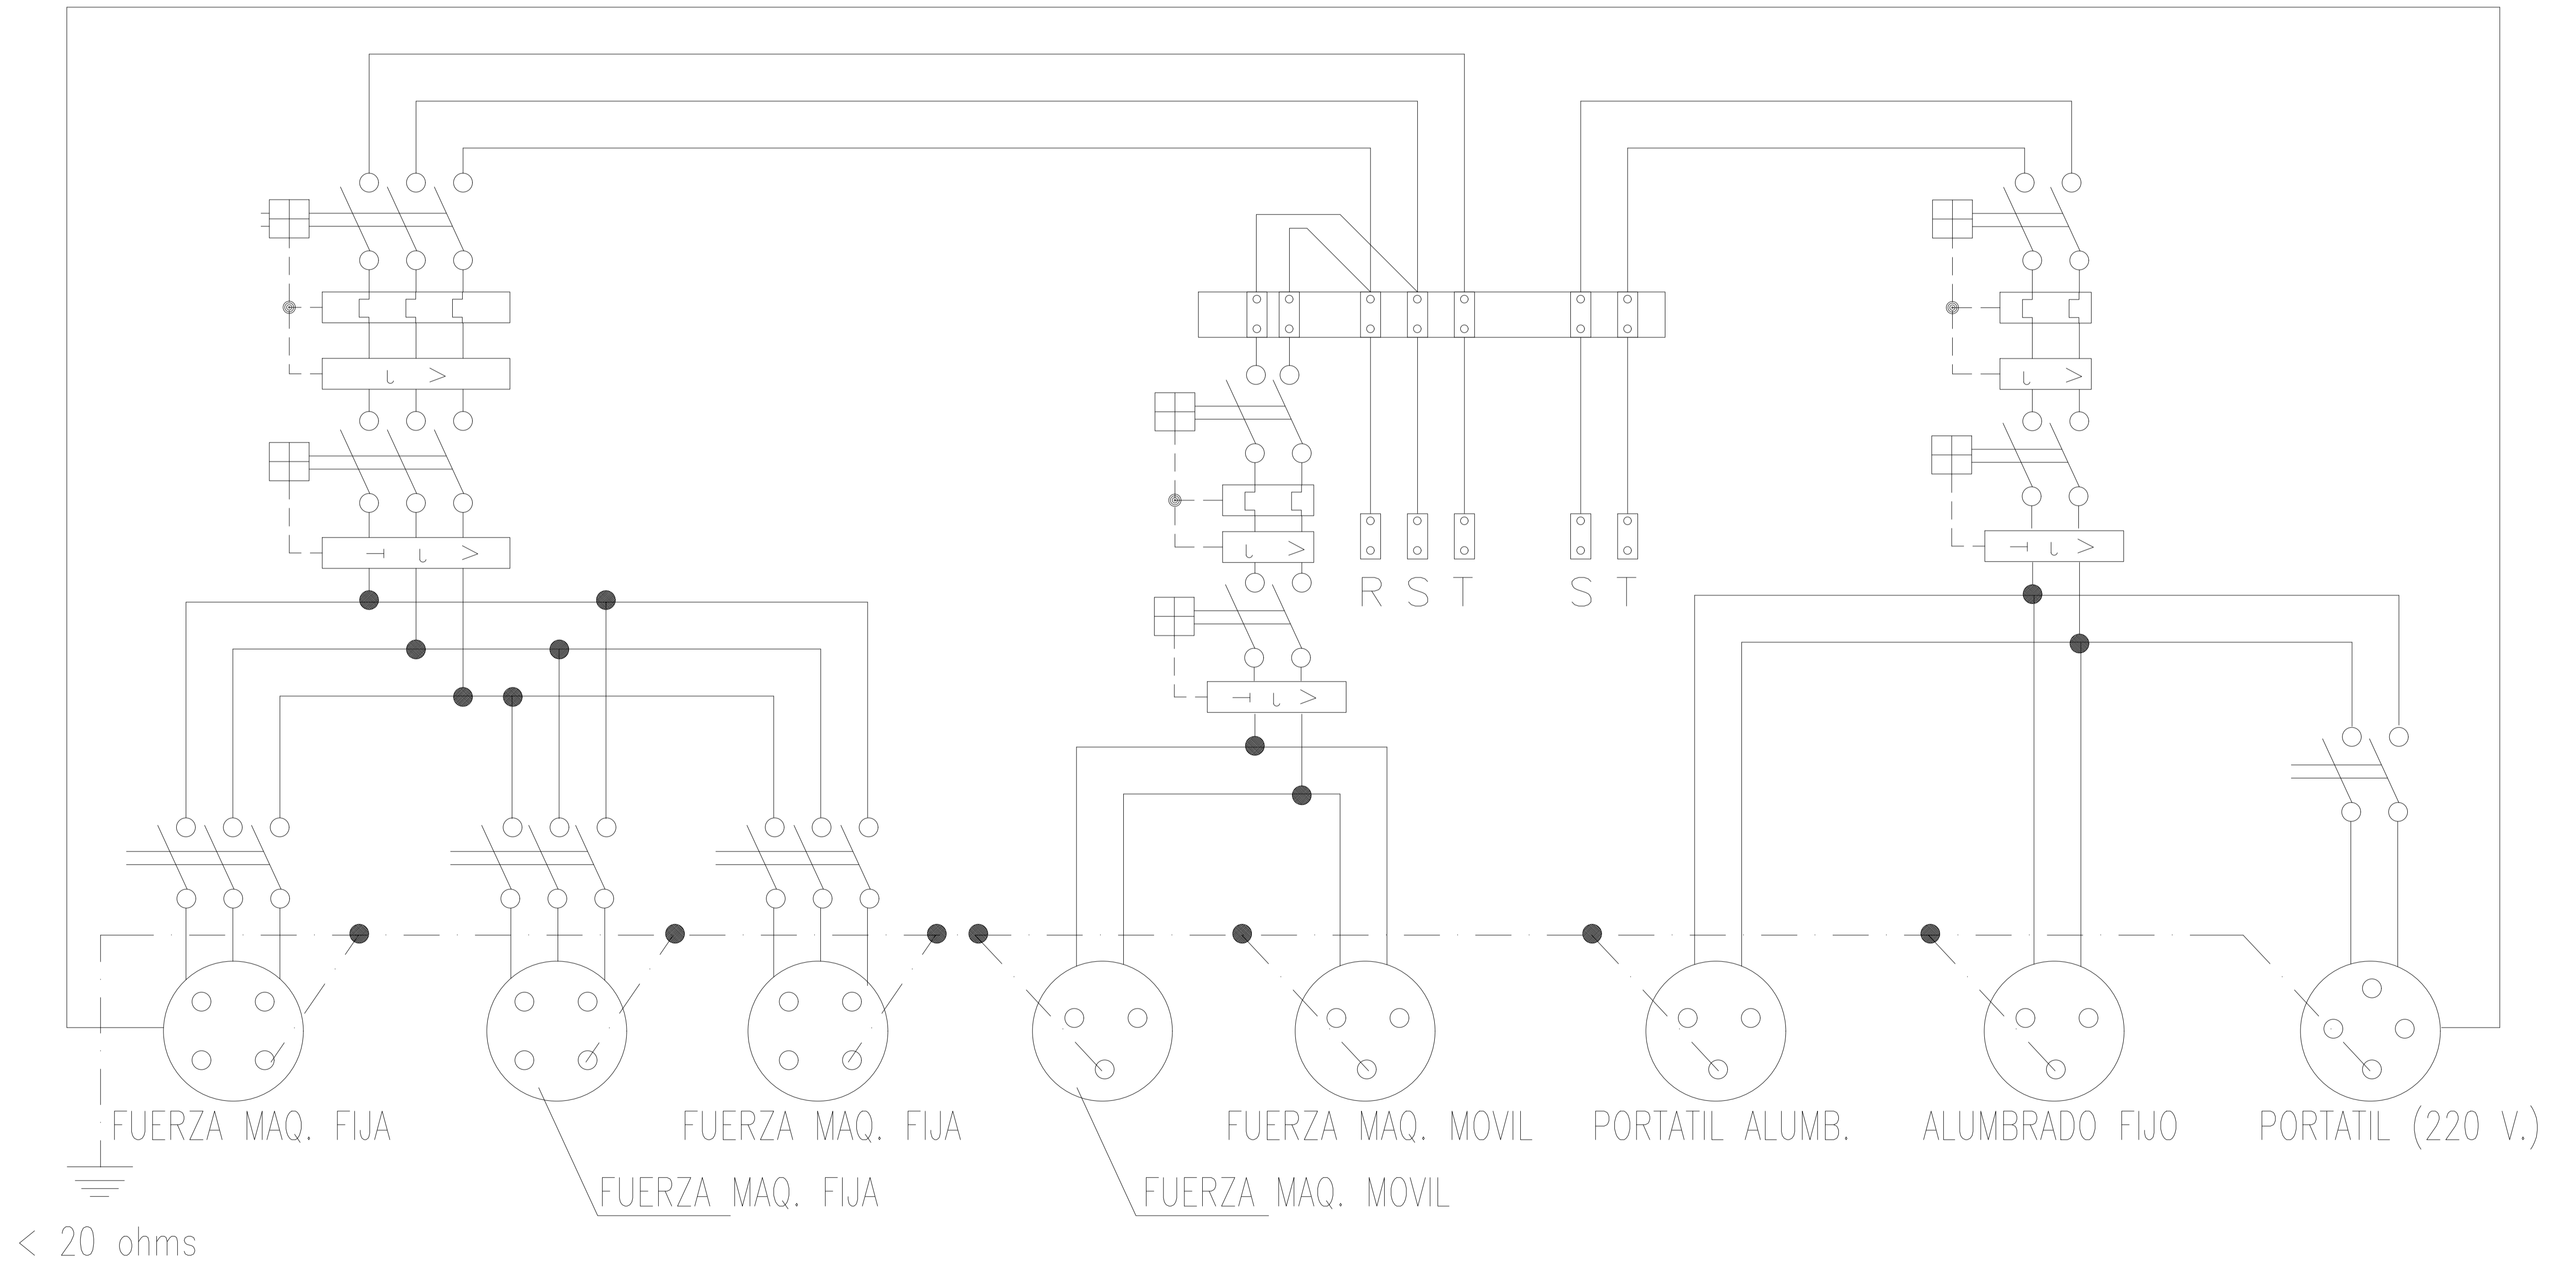 R S T S T
FUERZA MAQ. FIJA FUERZA MAQ. FIJA FUERZA MAQ. MOVIL PORTATIL ALUMB. ALUMBRADO FIJO PORTATIL (220 V.)
FUERZA MAQ. FIJA FUERZA MAQ. MOVIL
< 20 ohms